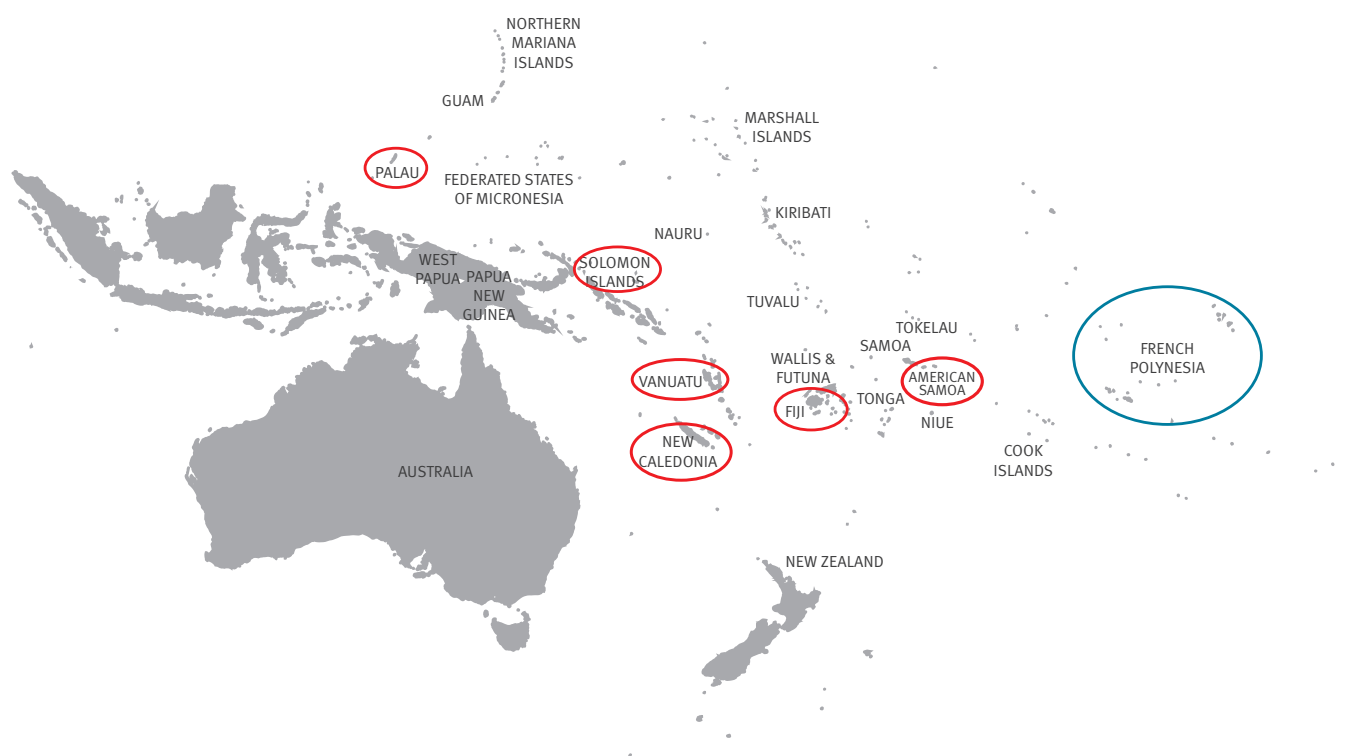 NORTHERN
MARIANA
ISLANDS
GUAM
MARSHALL
ISLANDS
PALAU
FEDERATED STATES
OF MICRONESIA
KIRIBATI
NAURU
WEST
PAPUA
PAPUA
NEW
GUINEA
SOLOMON
ISLANDS
TUVALU
TOKELAU
SAMOA
WALLIS &
FUTUNA
FRENCH
POLYNESIA
VANUATU
AMERICAN
SAMOA
FIJI
TONGA
NIUE
NEW
CALEDONIA
COOK
ISLANDS
AUSTRALIA
NEW ZEALAND